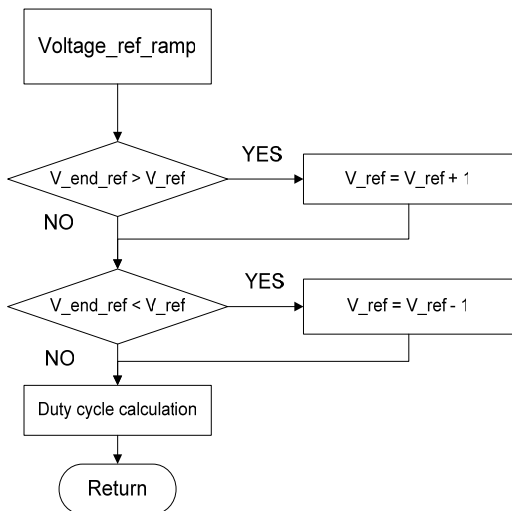 Voltage_ref_ramp
YES
V_end_ref > V_ref
V_ref = V_ref + 1
NO
YES
V_end_ref < V_ref
V_ref = V_ref - 1
NO
Duty cycle calculation
Return